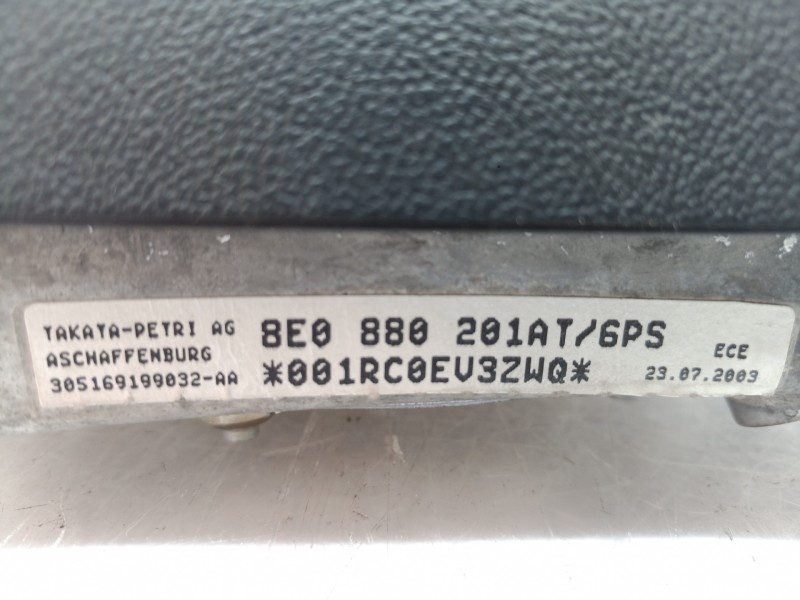 TAKATA-PETRI AG 8E0 880 201AT/6PS ECE
ASCHAFFENBURG
305169199032-AA *001RC0EV3ZWQ* 23.07.2003